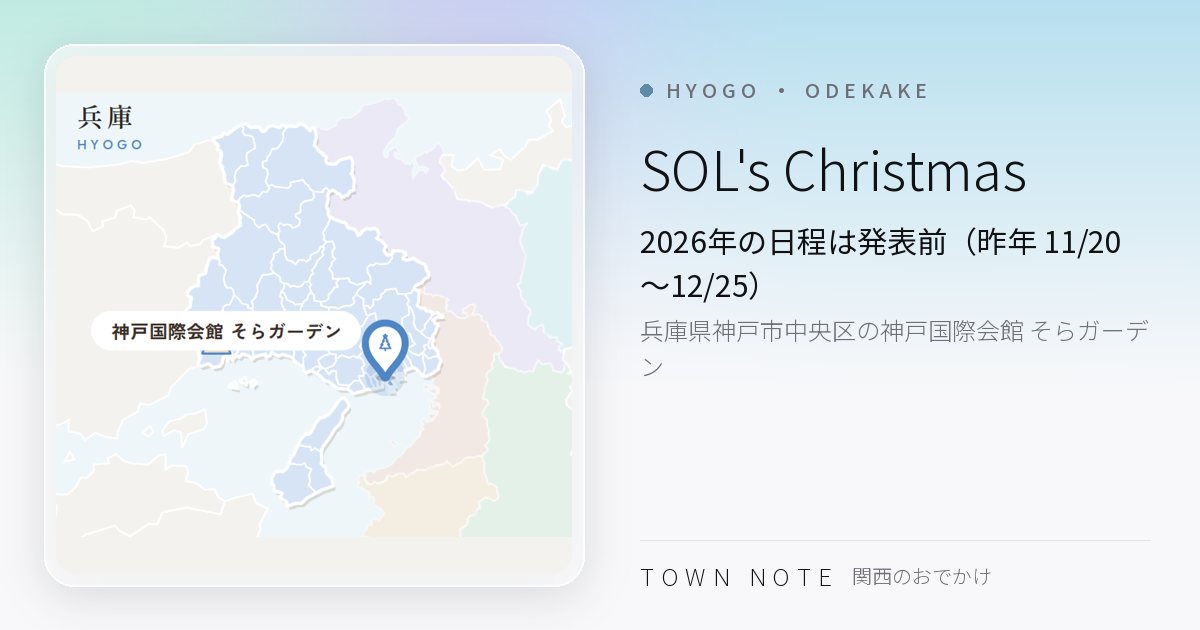 兵庫
HYOGO
神戸国際会館 そらガーデン
HYOGO • ODEKAKE
SOL's Christmas
2026年の日程は発表前（昨年 11/20
〜12/25）
兵庫県神戸市中央区の神戸国際会館 そらガーデ
ン
TOWN NOTE 関西のおでかけ